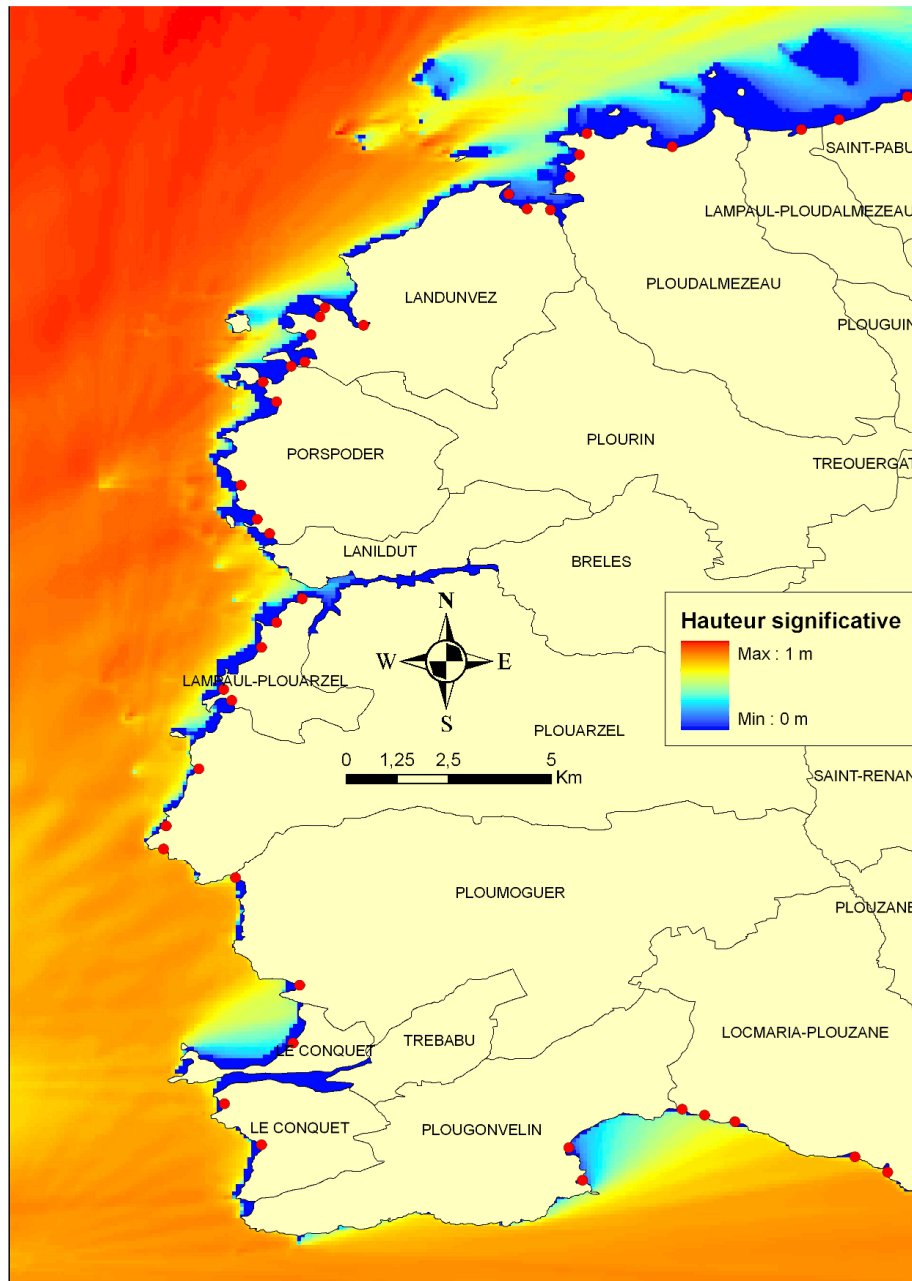 SAINT-PABU
LAMPAUL-PLOUDALMEZEAU
PLOUDALMEZEAU
LANDUNVEZ
PLOUGUIN
PLOURIN
PORSPODER
TREOUERGAT
LANILDUT
BRELES
Hauteur significative
Max : 1 m
Min : 0 m
N
W
E
S
LAMPAUL-PLOUARZEL
PLOUARZEL
0
1,25
2,5
5
Km
SAINT-RENAN
PLOUMOGUER
PLOUZANE
LOCMARIA-PLOUZANE
TREBABU
LE CONQUET
LE CONQUET
PLOUGONVELIN